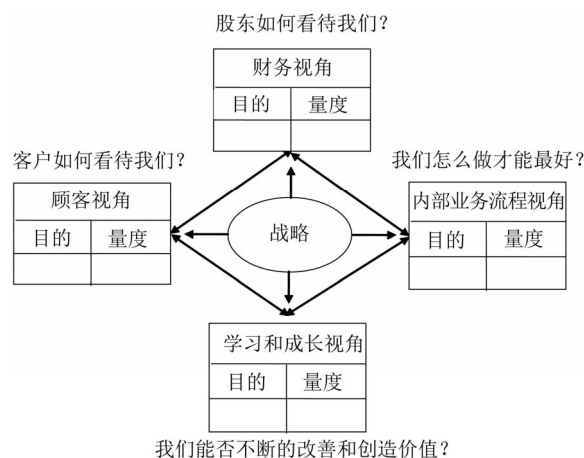 股东如何看待我们?
财务视角
目的 量度
客户如何看待我们?
顾客视角
目的 量度
战略
我们怎么做才能最好?
内部业务流程视角
目的 量度
学习和成长视角
目的 量度
我们能否不断的改善和创造价值?